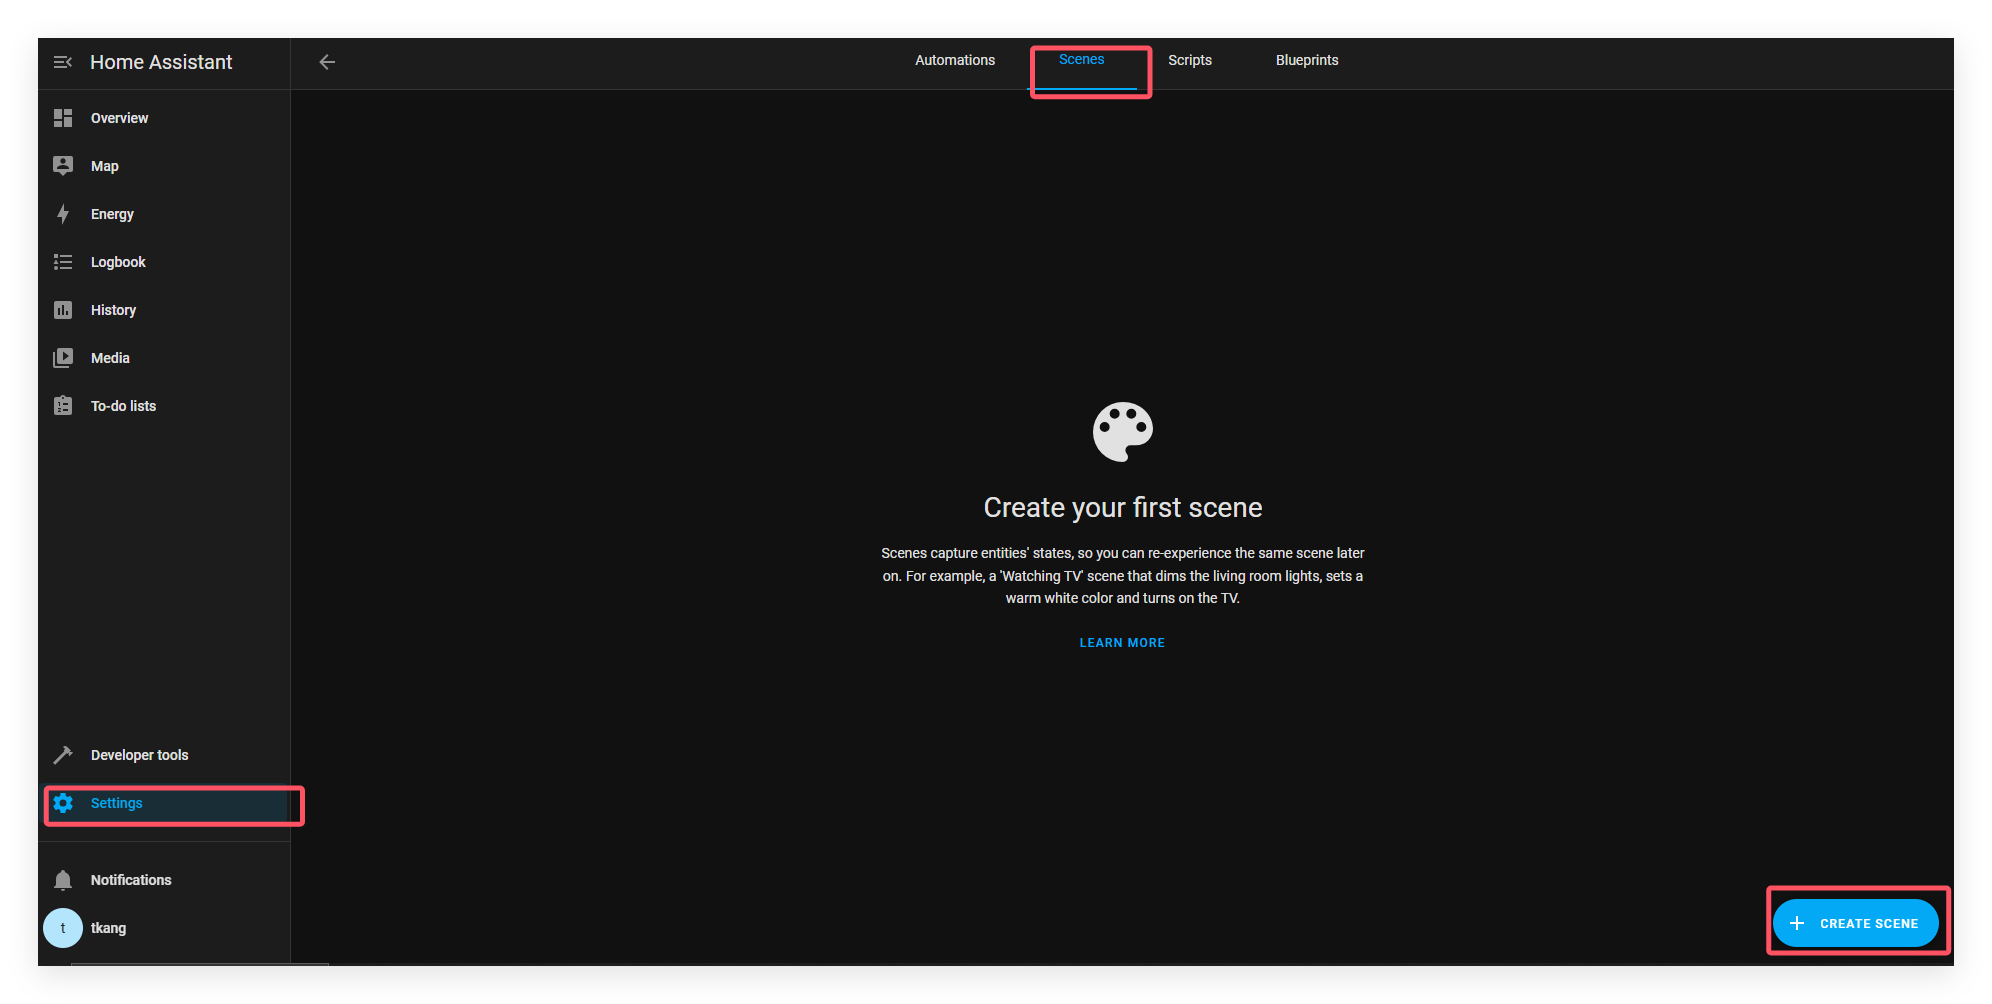 Home Assistant
Automations
Scenes
Scripts
Blueprints
Overview
Map
Energy
Logbook
History
Media
To-do lists
Create your first scene
Scenes capture entities' states, so you can re-experience the same scene later
on. For example, a 'Watching TV' scene that dims the living room lights, sets a
warm white color and turns on the TV.
LEARN MORE
Developer tools
Settings
Notifications
t
tkang
CREATE SCENE